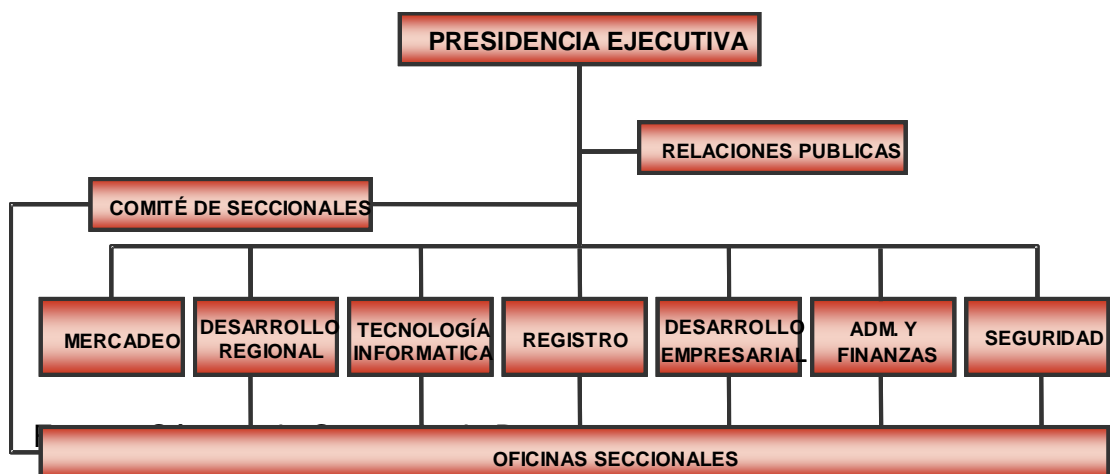 PRESIDENCIA EJECUTIVA
RELACIONES PUBLICAS
COMITÉ DE SECCIONALES
MERCADEO
DESARROLLO
REGIONAL
TECNOLOGÍA
INFORMATICA
REGISTRO
DESARROLLO
EMPRESARIAL
ADM. Y
FINANZAS
SEGURIDAD
OFICINAS SECCIONALES